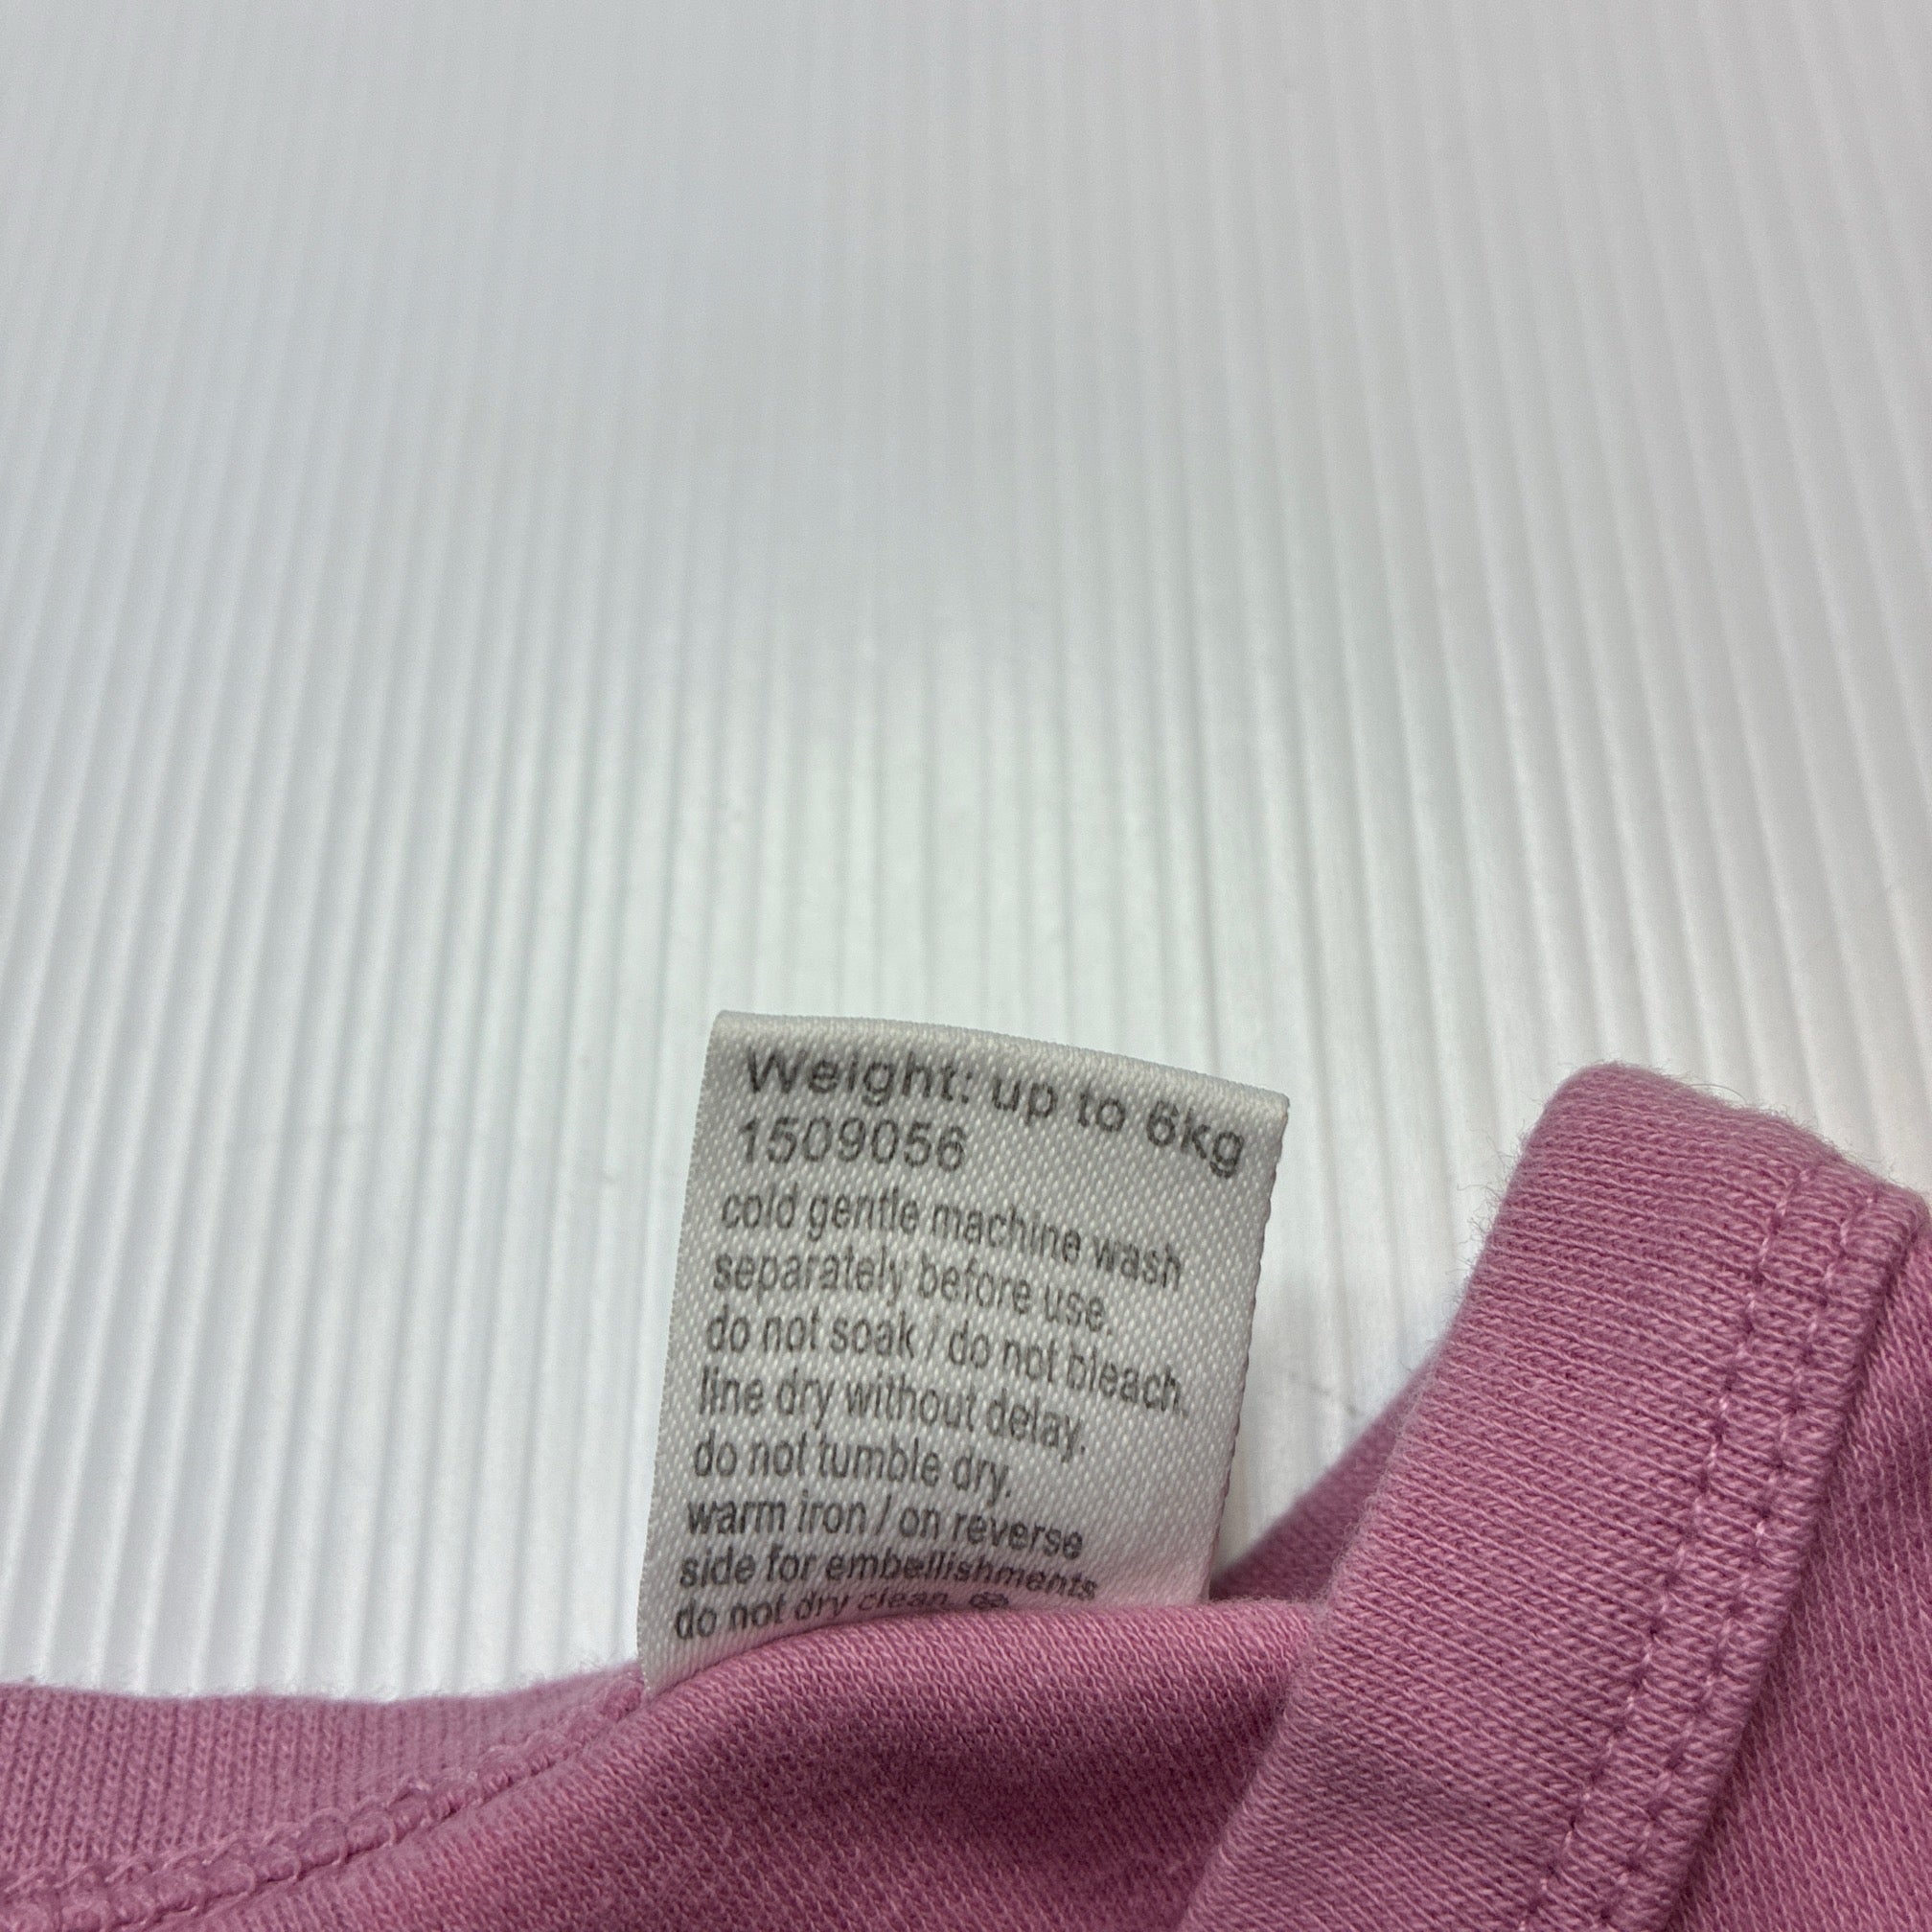 Weight: up to 6kg
1509056
cold gentle machine wash
separately before use.
do not soak / do not bleach
line dry without delay.
do not tumble dry.
warm iron / on reverse
side for embellishments
do not dry clean.